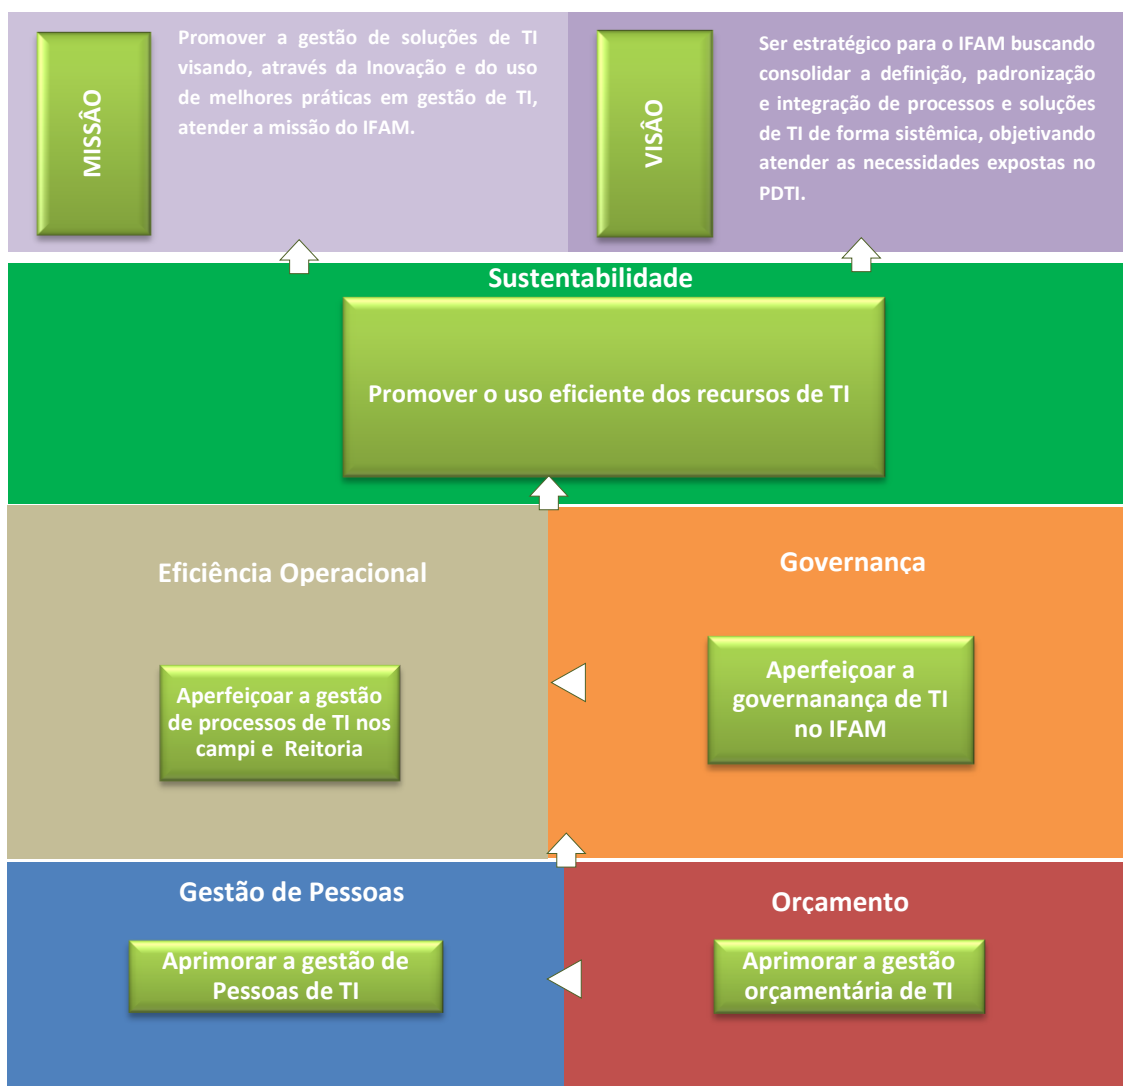 MISSÂO
Promover a gestão de soluções de TI
visando, através da Inovação e do uso
de melhores práticas em gestão de TI,
atender a missão do IFAM.
VISÂO
Ser estratégico para o IFAM buscando
consolidar a definição, padronização
e integração de processos e soluções
de TI de forma sistêmica, objetivando
atender as necessidades expostas no
PDTI.
Sustentabilidade
Promover o uso eficiente dos recursos de TI
Eficiência Operacional
Aperfeiçoar a gestão
de processos de TI nos
campi e  Reitoria
Governança
Aperfeiçoar a
governanança de TI
no IFAM
Gestão de Pessoas
Aprimorar a gestão de
Pessoas de TI
Orçamento
Aprimorar a gestão
orçamentária de TI